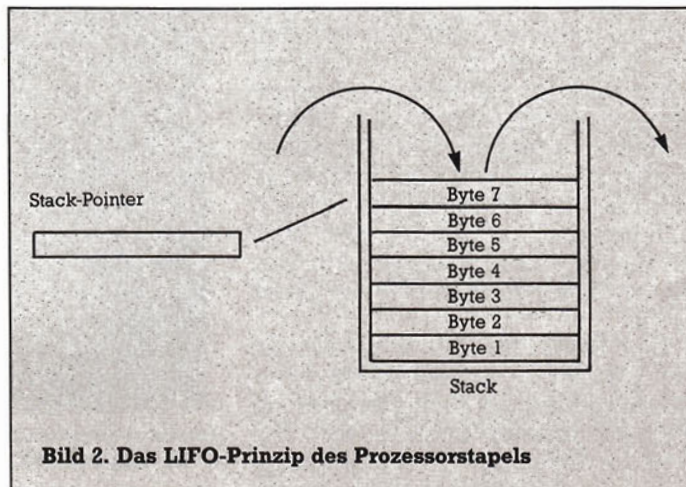 Stack-Pointer
Byte 7
Byte 6
Byte 5
Byte 4
Byte 3
Byte 2
Byte 1
Stack
Bild 2. Das LIFO-Prinzip des Prozessorstapels